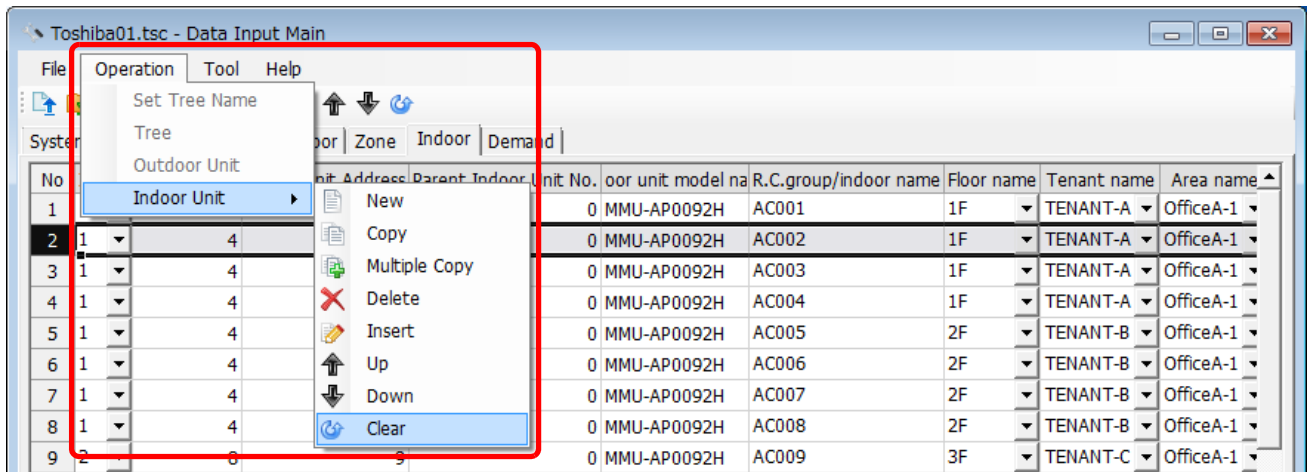 Toshiba01.tsc - Data Input Main
File Operation Tool Help
Set Tree Name
Tree
Outdoor Unit
Indoor Unit
New
Copy
Multiple Copy
Delete
Insert
Up
Down
Clear
Syste oor Zone Indoor Demand
No nit Address Parent Indoor Unit No. oor unit model na R.C.group/indoor name Floor name Tenant name Area name
1 0 MMU-AP0092H AC001 1F TENANT-A OfficeA-1
2 1 4 0 MMU-AP0092H AC002 1F TENANT-A OfficeA-1
3 1 4 0 MMU-AP0092H AC003 1F TENANT-A OfficeA-1
4 1 4 0 MMU-AP0092H AC004 1F TENANT-A OfficeA-1
5 1 4 0 MMU-AP0092H AC005 2F TENANT-B OfficeA-1
6 1 4 0 MMU-AP0092H AC006 2F TENANT-B OfficeA-1
7 1 4 0 MMU-AP0092H AC007 2F TENANT-B OfficeA-1
8 1 4 0 MMU-AP0092H AC008 2F TENANT-B OfficeA-1
9 2 8 9 0 MMU-AP0092H AC009 3F TENANT-C OfficeA-1